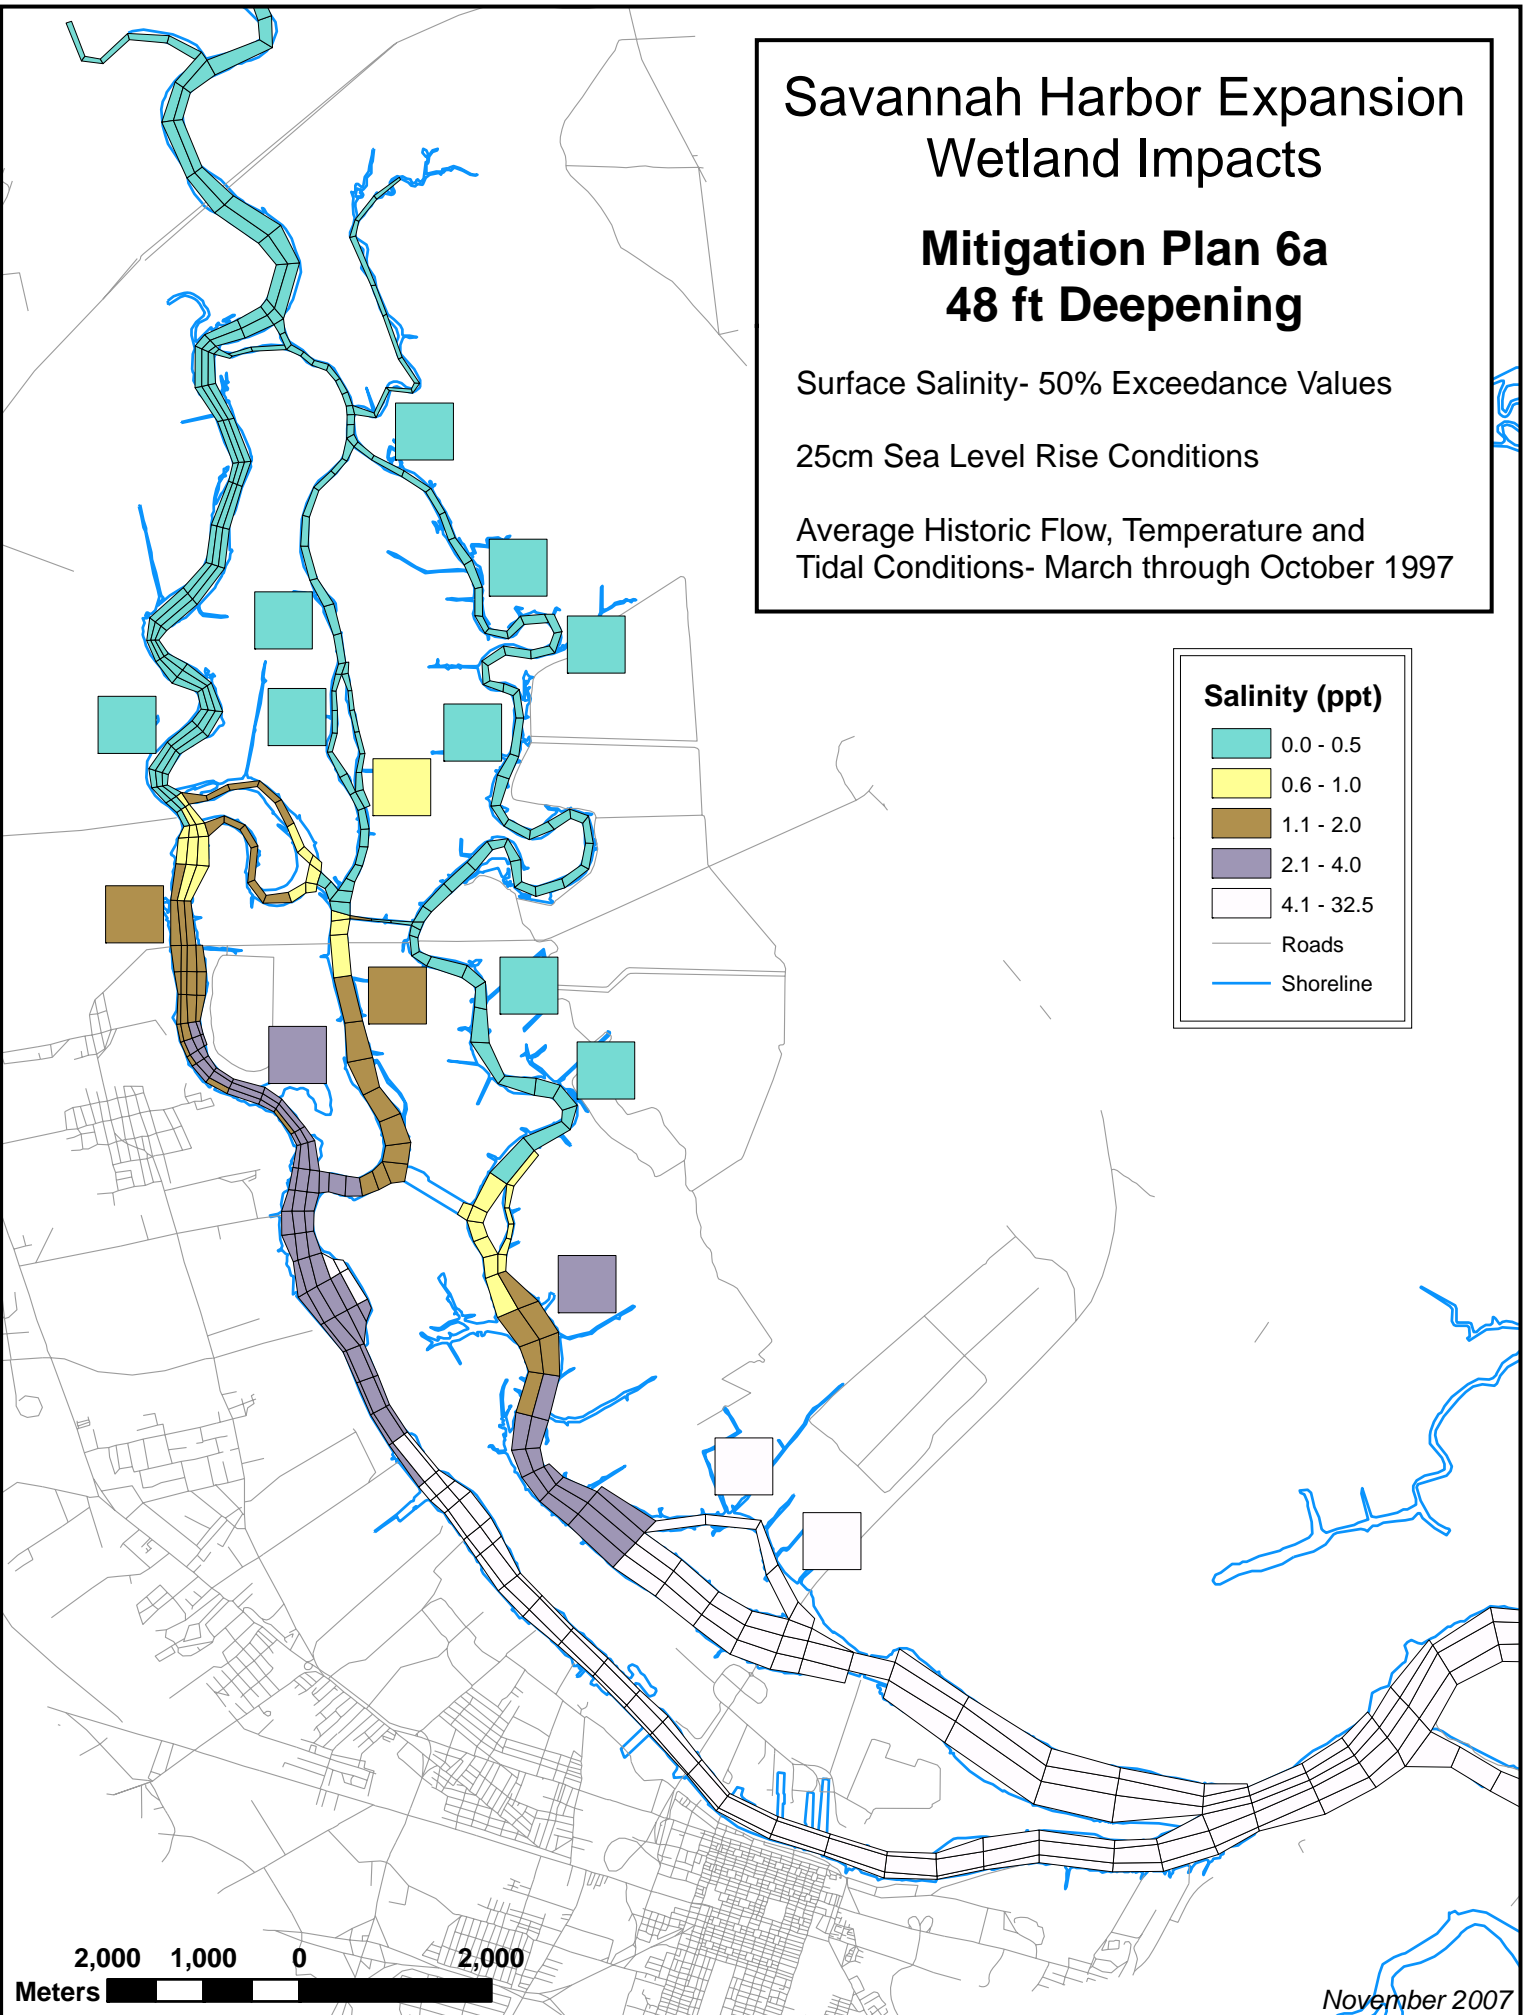 Savannah Harbor Expansion
Wetland Impacts
Mitigation Plan 6a
48 ft Deepening
Surface Salinity- 50% Exceedance Values
25cm Sea Level Rise Conditions
Average Historic Flow, Temperature and
Tidal Conditions- March through October 1997
Salinity (ppt)
0.0 - 0.5
0.6 - 1.0
1.1 - 2.0
2.1 - 4.0
4.1 - 32.5
Roads
Shoreline
2,000 1,000 0 2,000
Meters
November 2007